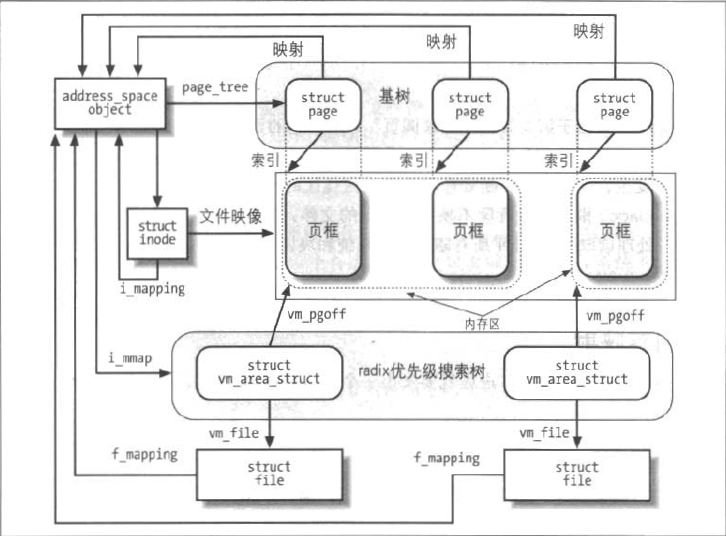 映射
映射
映射
address_space
object
page_tree
struct
page
基树
struct
page
struct
page
索引
索引
索引
struct
inode
文件映像
页框
页框
页框
i_mapping
vm_pgoff
内存区
vm_pgoff
i_mmap
struct
vm_area_struct
radix优先级搜索树
struct
vm_area_struct
vm_file
vm_file
f_mapping
struct
file
f_mapping
struct
file